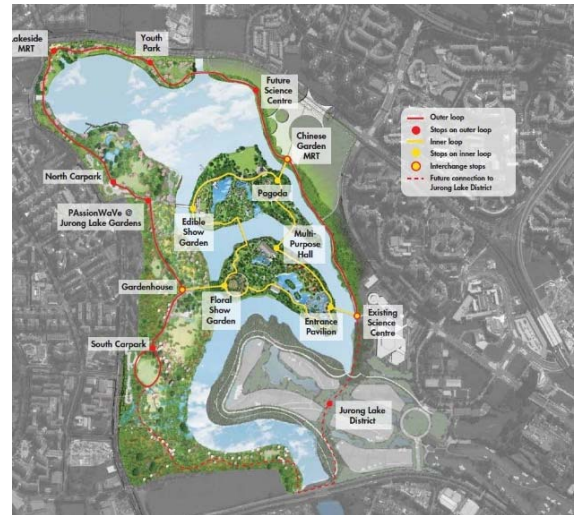 Lakeside
MRT
Youth
Park
Future
Science
Centre
Chinese
Garden
MRT
Outer loop
Stops on outer loop
Inner loop
Stops on inner loop
Interchange stops
Future connection to
Jurong Lake District
North Carpark
Pagoda
PAssionWaVe @
Jurong Lake Gardens
Edible
Show
Garden
Multi-
Purpose
Hall
Gardenhouse
Floral
Show
Garden
Entrance
Pavilion
Existing
Science
Centre
South Carpark
Jurong Lake
District